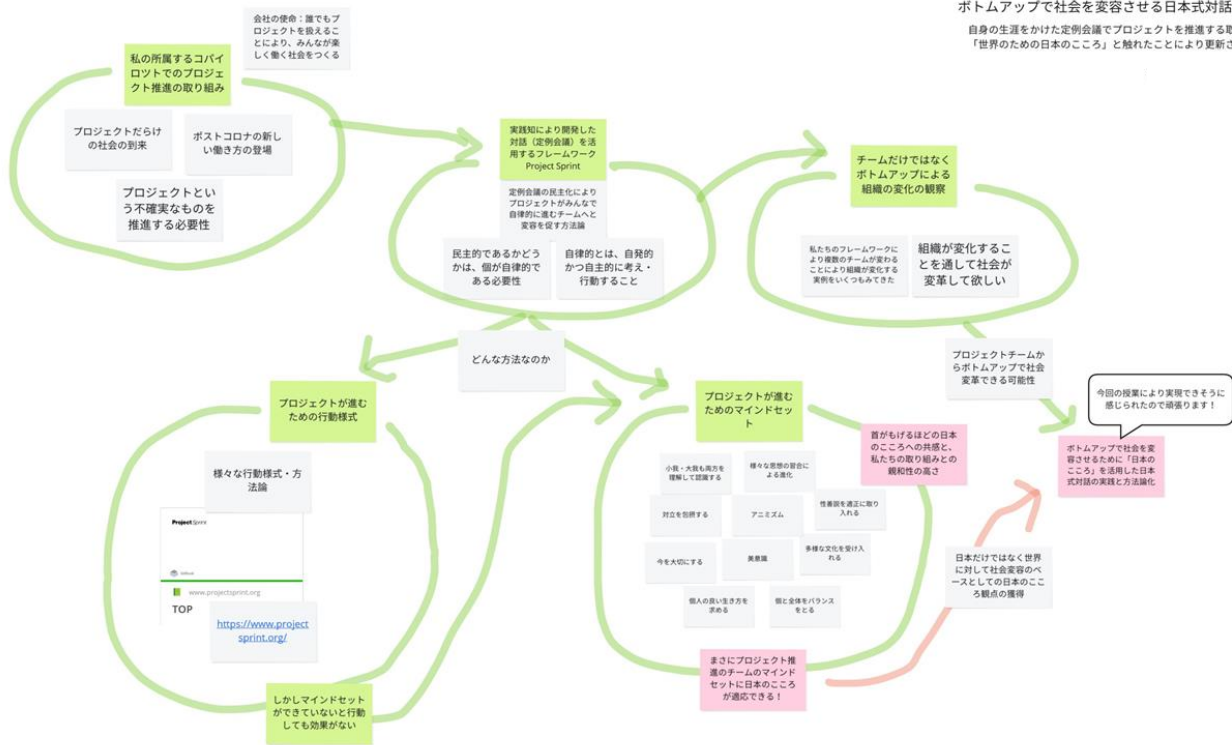 ボトムアップで社会を変容させる日本式対話
自身の生涯をかけた定例会議でプロジェクトを推進する取
「世界のための日本のこころ」と触れたことにより更新さ
会社の使命：誰でもプ
ロジェクトを扱えるこ
とにより、みんなが楽
しく働く社会をつくる
私の所属するコパイ
ロツトでのプロジェ
クト推進の取り組み
プロジェクトだらけ
の社会の到来
ポストコロナの新し
い働き方の登場
プロジェクトとい
う不確実なものを
推進する必要性
実践知により開発した
対話（定例会議）を活
用するフレームワーク
Project Sprint
定例会議の民主化により
プロジェクトがみんなで
自律的に進むチームへと
変容を促す方法論
民主的であるかどう
かは、個が自律的で
ある必要性
自律的とは、自発的
かつ自主的に考え・
行動すること
チームだけではなく
ボトムアップによる
組織の変化の観察
私たちのフレームワークに
より複数のチームが変わる
ことにより組織が変化する
実例をいくつもみてきた
組織が変化するこ
とを通して社会が
変革して欲しい
どんな方法なのか
プロジェクトチームか
らボトムアップで社会
変革できる可能性
今回の授業により実現できそうに
感じられたので頑張ります！
ボトムアップで社会を変
容させるために「日本の
こころ」を活用した日本
式対話の実践と方法論化
プロジェクトが進む
ための行動様式
様々な行動様式・方
法論
Project Sprint
www.projectsprint.org
TOP
https://www.project
sprint.org/
しかしマインドセット
ができていないと行動
しても効果がない
プロジェクトが進む
ためのマインドセッ
ト
首がもげるほどの日本
のこころへの共感と、
私たちの取り組みとの
親和性の高さ
小我・大我も両方を
理解して認識する
様々な思想の習合に
よる進化
対立を包摂する
アニミズム
性善説を適正に取り
入れる
今を大切にする
美意識
多様な文化を受け入
れる
個人の良い生き方を
求める
個と全体をバランス
をとる
まさにプロジェクト推
進のチームのマインド
セットに日本のこころ
が適応できる！
日本だけではなく世界
に対して社会変容のベ
ースとしての日本のここ
ろ観点の獲得